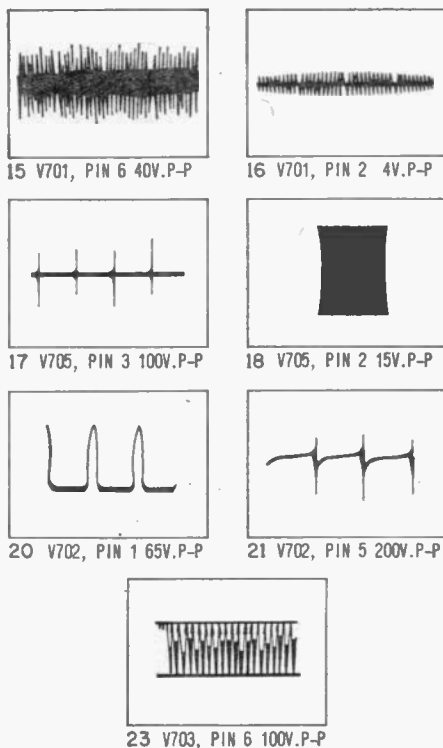 15 V701, PIN 6 40V.P-P
16 V701, PIN 2 4V.P-P
17 V705, PIN 3 100V.P-P
18 V705, PIN 2 15V.P-P
20 V702, PIN 1 65V.P-P
21 V702, PIN 5 200V.P-P
23 V703, PIN 6 100V.P-P